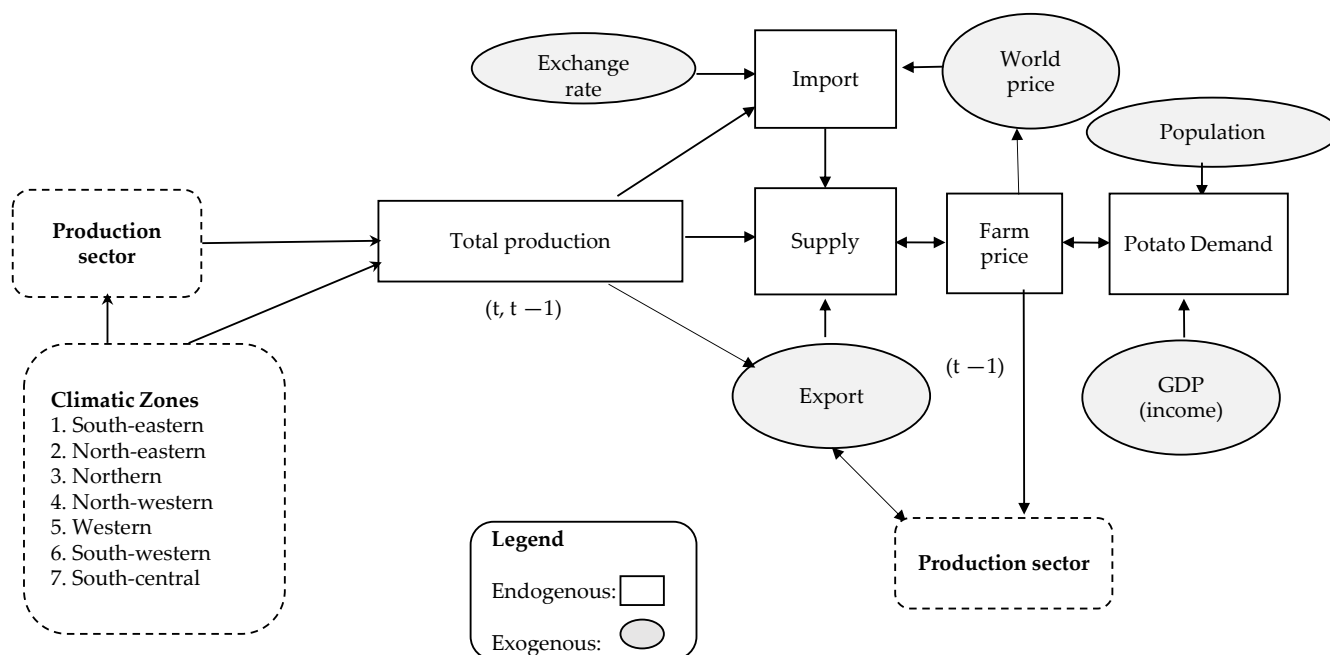 Exchange
rate
Import
World
price
Population
Production
sector
Total production
Supply
Farm
price
Potato Demand
(t, t −1)
(t −1)
Climatic Zones
1. South-eastern
2. North-eastern
3. Northern
4. North-western
5. Western
6. South-western
7. South-central
Export
GDP
(income)
Legend
Endogenous:
Exogenous:
Production sector